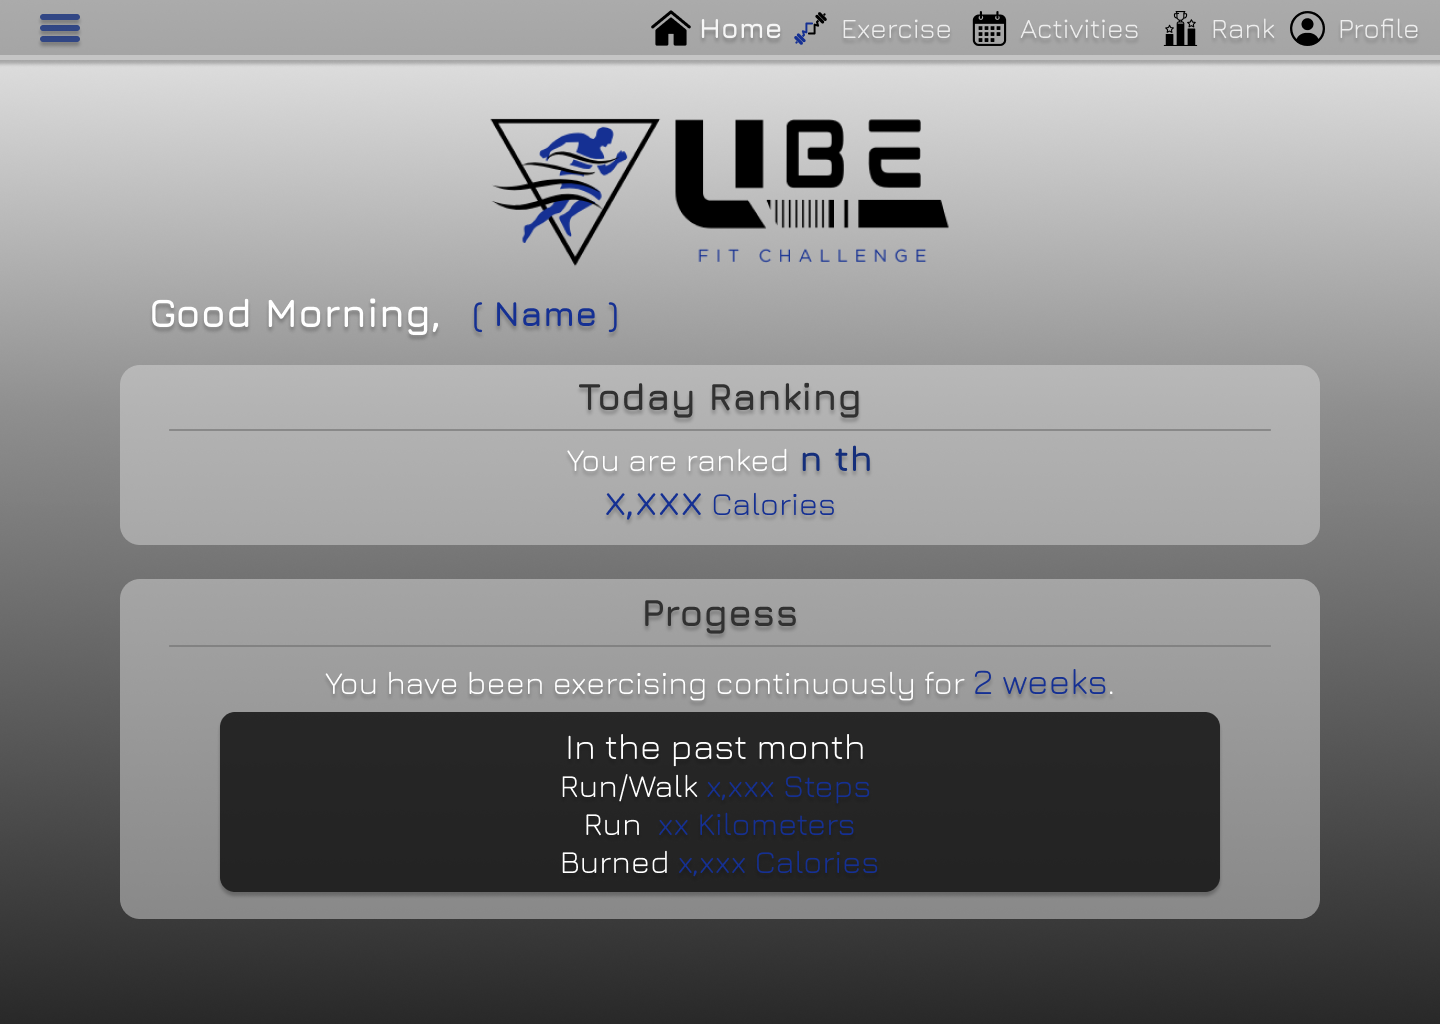 Home Exercise Activities Rank Profile
UBE
FIT CHALLENGE
Good Morning, ( Name )
Today Ranking
You are ranked n th
X,XXX Calories
Progess
You have been exercising continuously for 2 weeks.
In the past month
Run/Walk x,xxx Steps
Run xx Kilometers
Burned x,xxx Calories